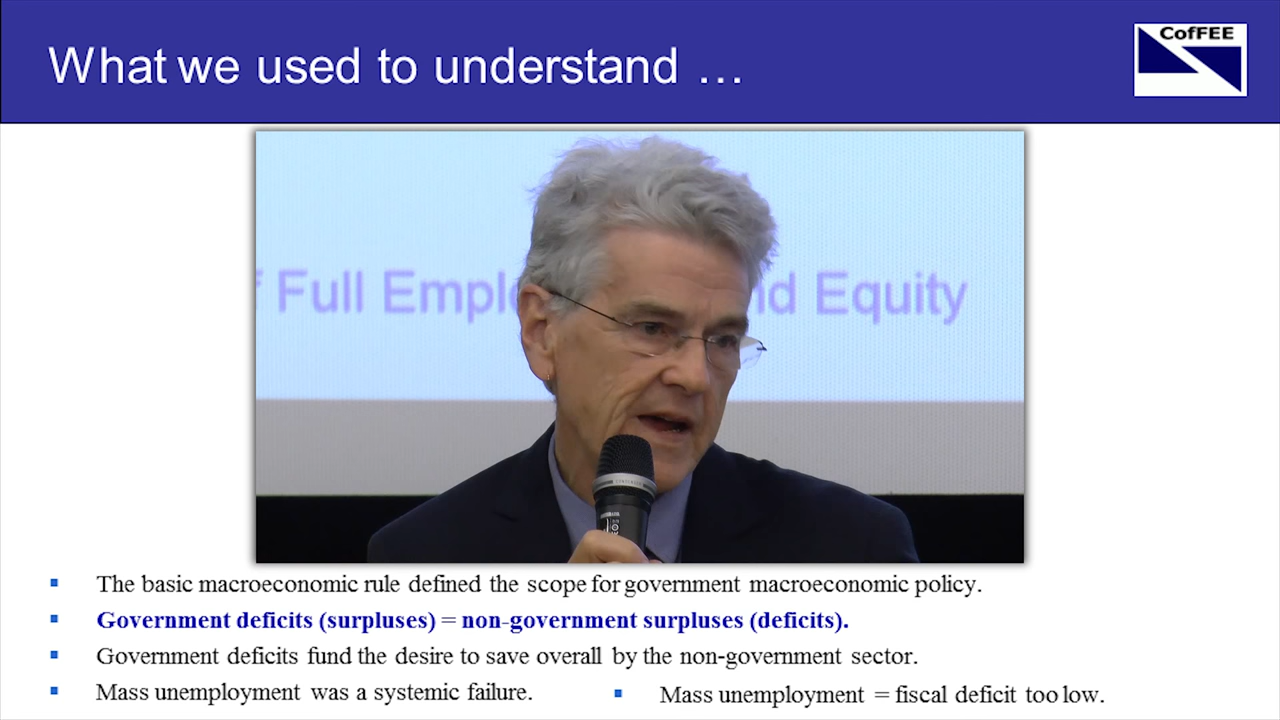 What we used to understand …
CofFEE
Full Empl nd Equity
The basic macroeconomic rule defined the scope for government macroeconomic policy.
Government deficits (surpluses) = non-government surpluses (deficits).
Government deficits fund the desire to save overall by the non-government sector.
Mass unemployment was a systemic failure.
Mass unemployment = fiscal deficit too low.